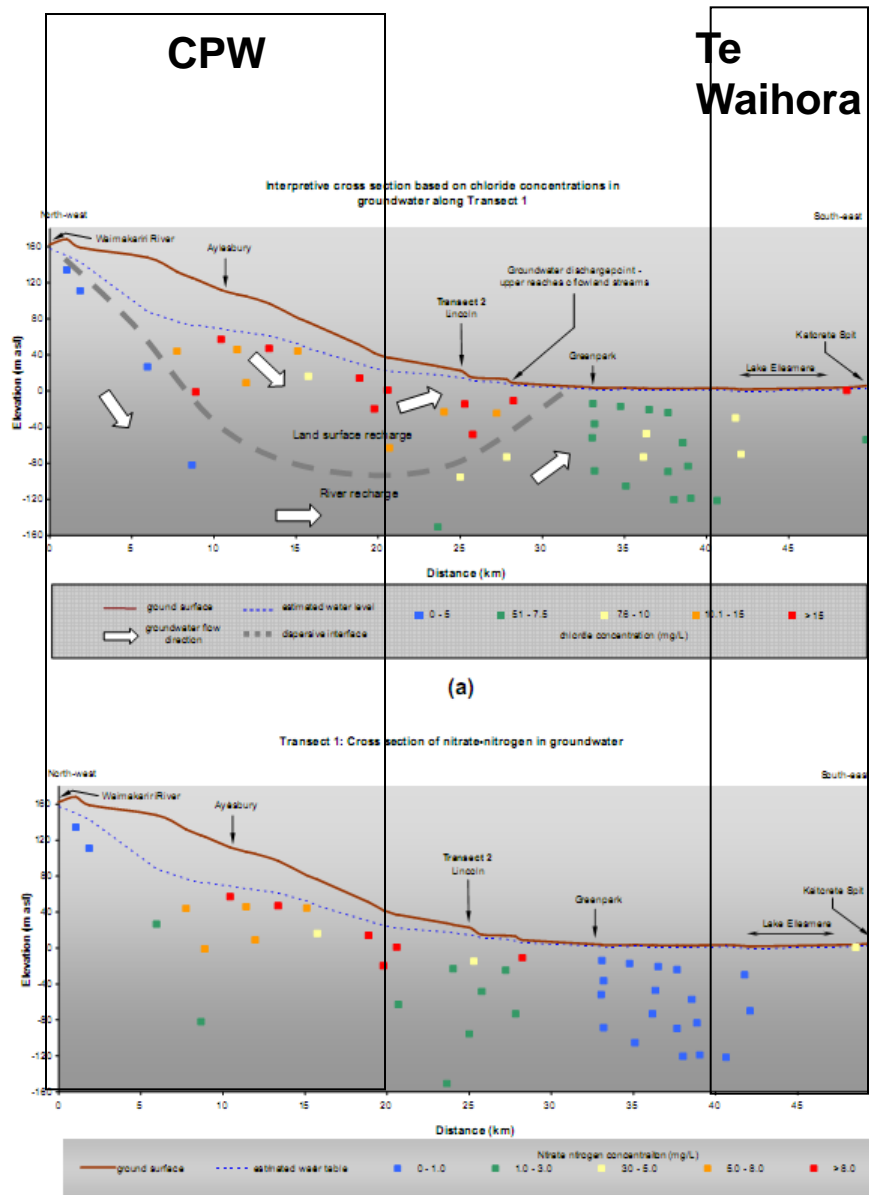 CPW
Te
Waihora
Interpretive cross section based on chloride concentrations in
groundwater along Transect 1
North-west
South-east
Waimakariri River
Aylesbury
Groundwater discharge point -
upper reaches of lowland streams
Transect 2
Lincoln
Greenpark
Lake Ellesmere
Kaitorete Spit
Elevation (m asl)
160
120
80
40
0
-40
-80
-120
-160
Land surface recharge
River recharge
0 5 10 15 20 25 30 35 40 45
Distance (km)
ground surface
estimated water level
0 - 5
5.1 - 7.5
7.6 - 10
10.1 - 15
> 15
groundwater flow
direction
dispersive interface
chloride concentration (mg/L)
(a)
Transect 1: Cross section of nitrate-nitrogen in groundwater
North-west
South-east
Waimakariri River
Aylesbury
Transect 2
Lincoln
Greenpark
Lake Ellesmere
Kaitorete Spit
Elevation (m asl)
160
120
80
40
0
-40
-80
-120
-160
0 5 10 15 20 25 30 35 40 45
Distance (km)
Nitrate nitrogen concentration (mg/L)
ground surface
estimated water table
0 - 1.0
1.0 - 3.0
3.0 - 5.0
5.0 - 8.0
> 8.0